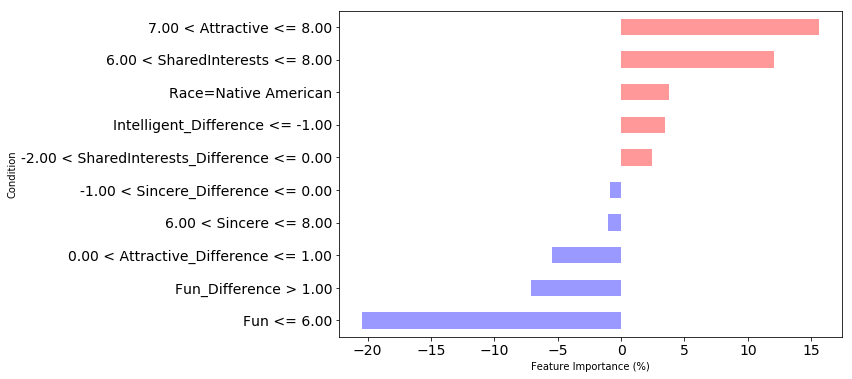 7.00 < Attractive <= 8.00
6.00 < SharedInterests <= 8.00
Race=Native American
Intelligent_Difference <= -1.00
-2.00 < SharedInterests_Difference <= 0.00
-1.00 < Sincere_Difference <= 0.00
6.00 < Sincere <= 8.00
0.00 < Attractive_Difference <= 1.00
Fun_Difference > 1.00
Fun <= 6.00
Condition
−20 −15 −10 −5 0 5 10 15
Feature Importance (%)